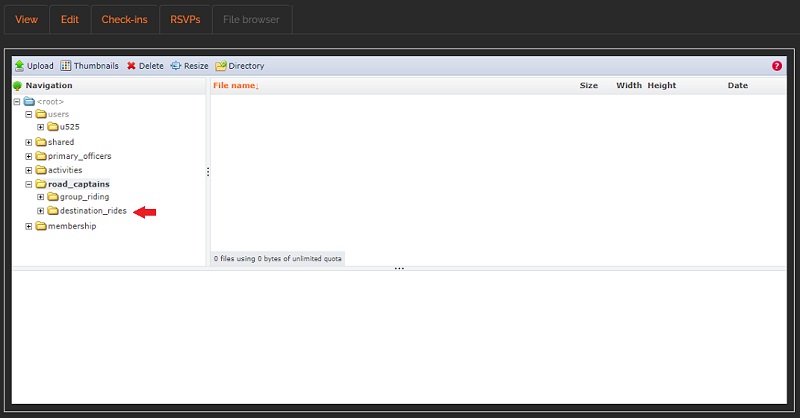 View Edit Check-ins RSVPs File browser
Upload Thumbnails Delete Resize Directory ?
Navigation
<root>
users
u525
shared
primary_officers
activities
road_captains
group_riding
destination_rides
membership
File name↓ Size Width Height Date
0 files using 0 bytes of unlimited quota